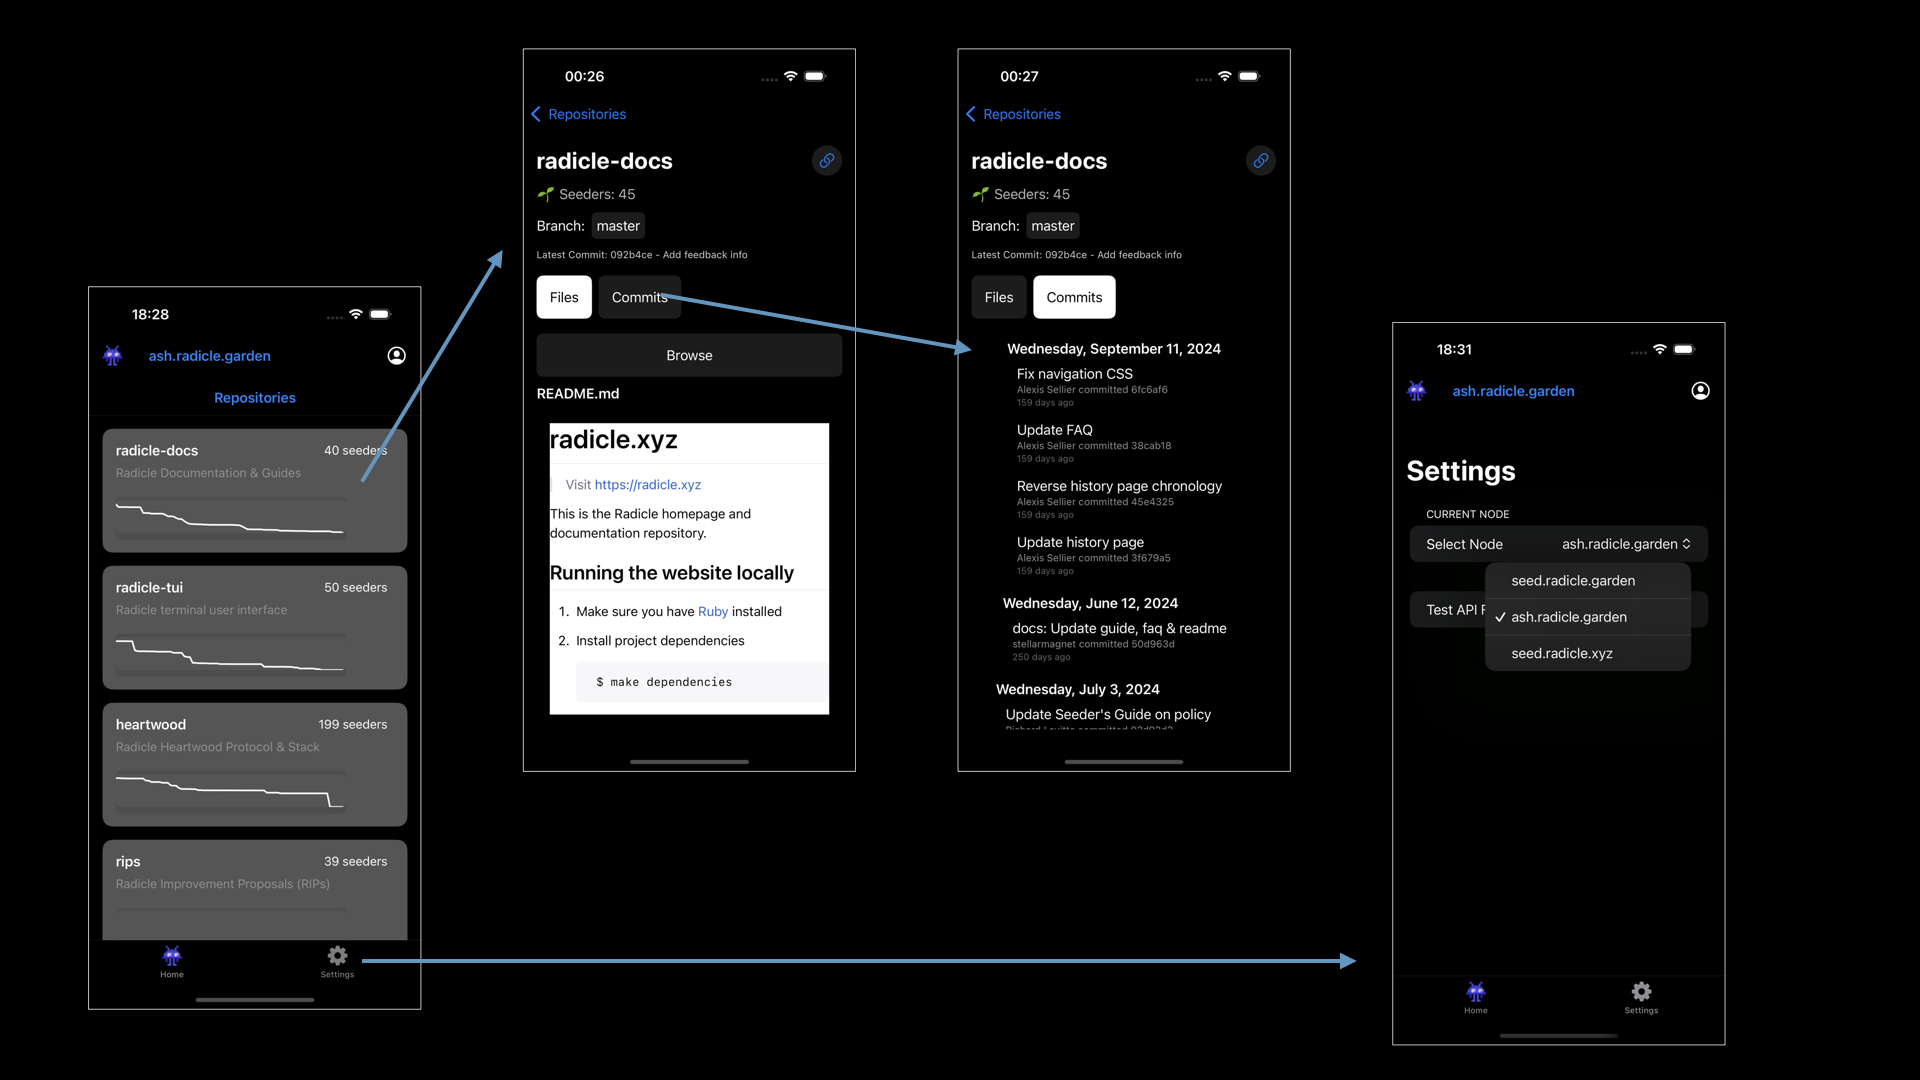 18:28
ash.radicle.garden
Repositories
radicle-docs 40 seeders
Radicle Documentation & Guides
radicle-tui 50 seeders
Radicle terminal user interface
heartwood 199 seeders
Radicle Heartwood Protocol & Stack
rips 39 seeders
Radicle Improvement Proposals (RIPs)
Home Settings
00:26
Repositories
radicle-docs
Seeders: 45
Branch: master
Latest Commit: 092b4ce - Add feedback info
Files Commits
Browse
README.md
radicle.xyz
Visit https://radicle.xyz
This is the Radicle homepage and
documentation repository.
Running the website locally
1. Make sure you have Ruby installed
2. Install project dependencies
$ make dependencies
00:27
Repositories
radicle-docs
Seeders: 45
Branch: master
Latest Commit: 092b4ce - Add feedback info
Files Commits
Wednesday, September 11, 2024
Fix navigation CSS
Alexis Sellier committed 6fc6af6
159 days ago
Update FAQ
Alexis Sellier committed 38cab18
159 days ago
Reverse history page chronology
Alexis Sellier committed 45e4325
159 days ago
Update history page
Alexis Sellier committed 3f679a5
159 days ago
Wednesday, June 12, 2024
docs: Update guide, faq & readme
stellarmagnet committed 50d963d
250 days ago
Wednesday, July 3, 2024
Update Seeder's Guide on policy
18:31
ash.radicle.garden
Settings
CURRENT NODE
Select Node ash.radicle.garden
seed.radicle.garden
Test API
ash.radicle.garden
seed.radicle.xyz
Home Settings